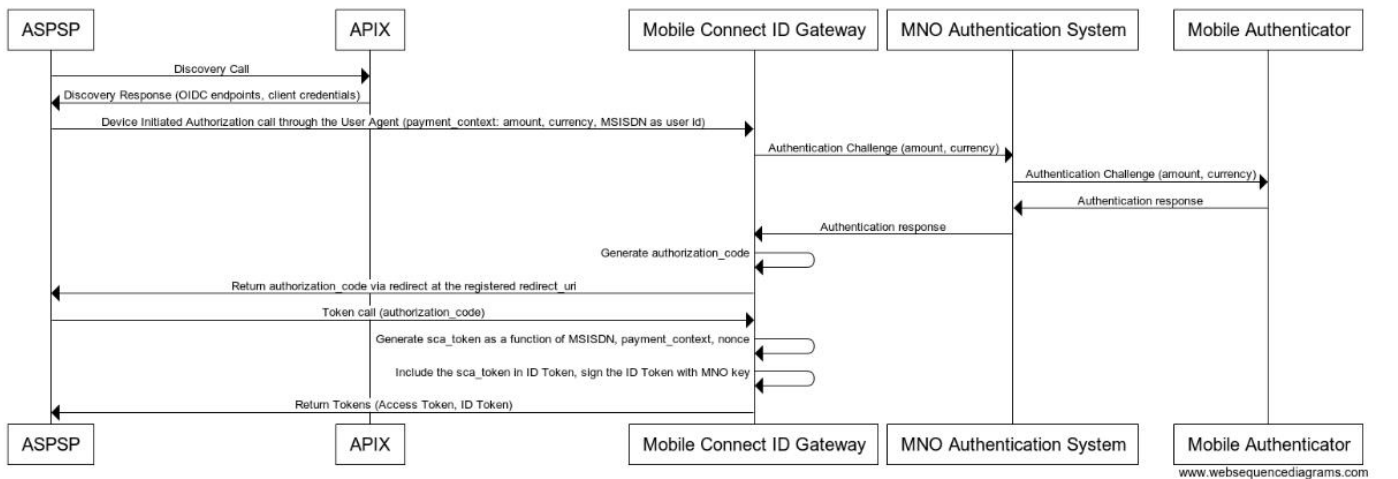 ASPSP
APIX
Mobile Connect ID Gateway
MNO Authentication System
Mobile Authenticator
Discovery Call
Discovery Response (OIDC endpoints, client credentials)
Device Initiated Authorization call through the User Agent (payment_context: amount, currency, MSISDN as user id)
Authentication Challenge (amount, currency)
Authentication Challenge (amount, currency)
Authentication response
Authentication response
Generate authorization_code
Return authorization_code via redirect at the registered redirect_uri
Token call (authorization_code)
Generate sca_token as a function of MSISDN, payment_context, nonce
Include the sca_token in ID Token, sign the ID Token with MNO key
Return Tokens (Access Token, ID Token)
ASPSP
APIX
Mobile Connect ID Gateway
MNO Authentication System
Mobile Authenticator
www.websequencediagrams.com